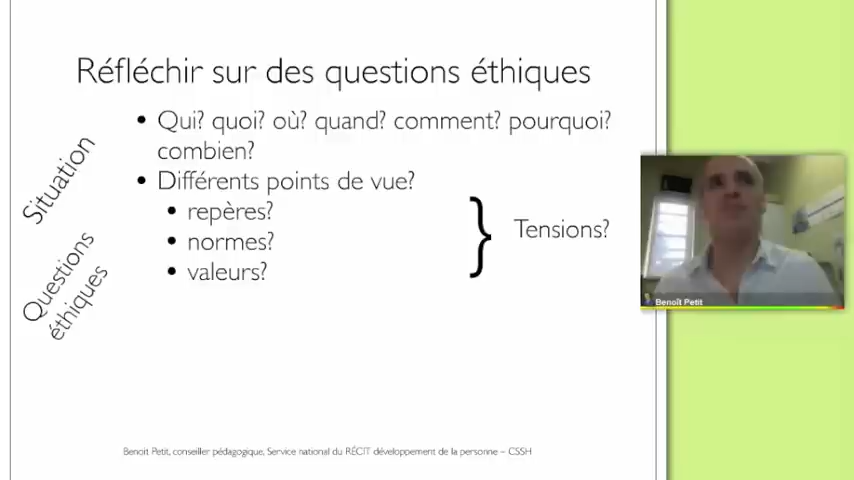 Réfléchir sur des questions éthiques
Situation
Questions
éthiques
• Qui? quoi? où? quand? comment? pourquoi?
combien?
• Différents points de vue?
• repères?
• normes?
• valeurs?
} Tensions?
Benoît Petit
Benoit Petit, conseiller pédagogique, Service national du RÉCIT développement de la personne – CSSH